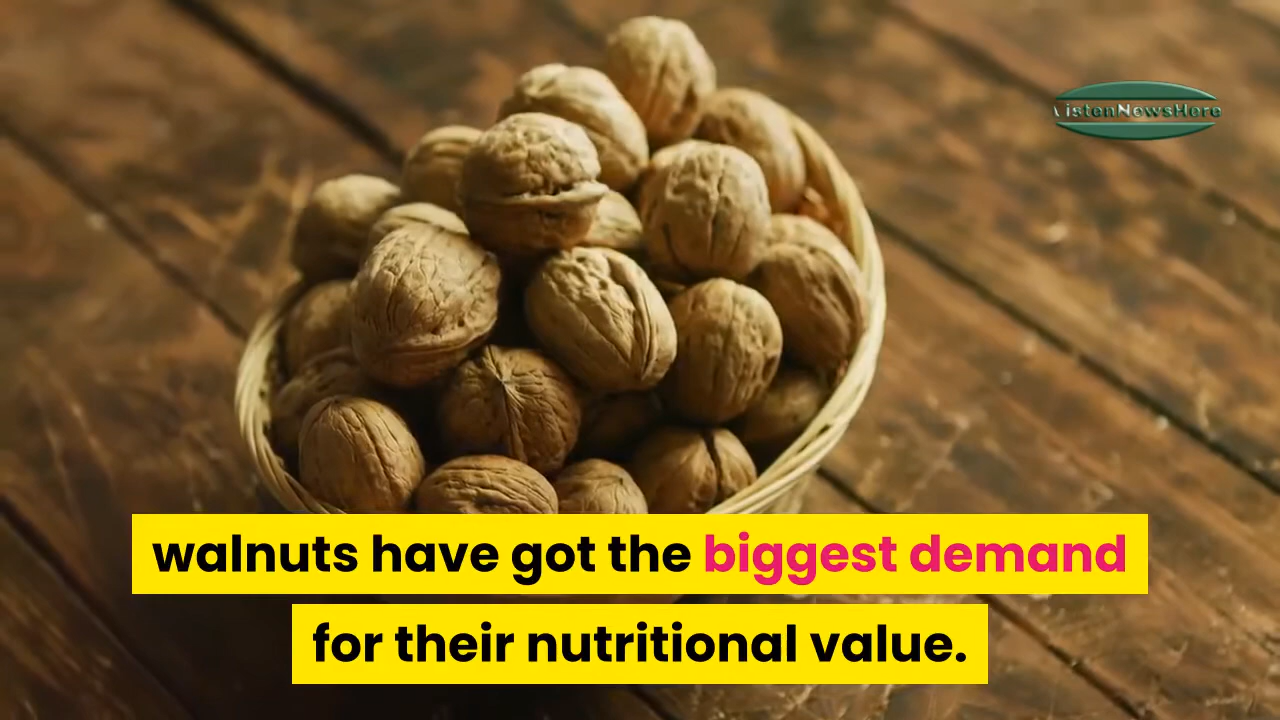 ListenNewsHere
walnuts have got the biggest demand
for their nutritional value.